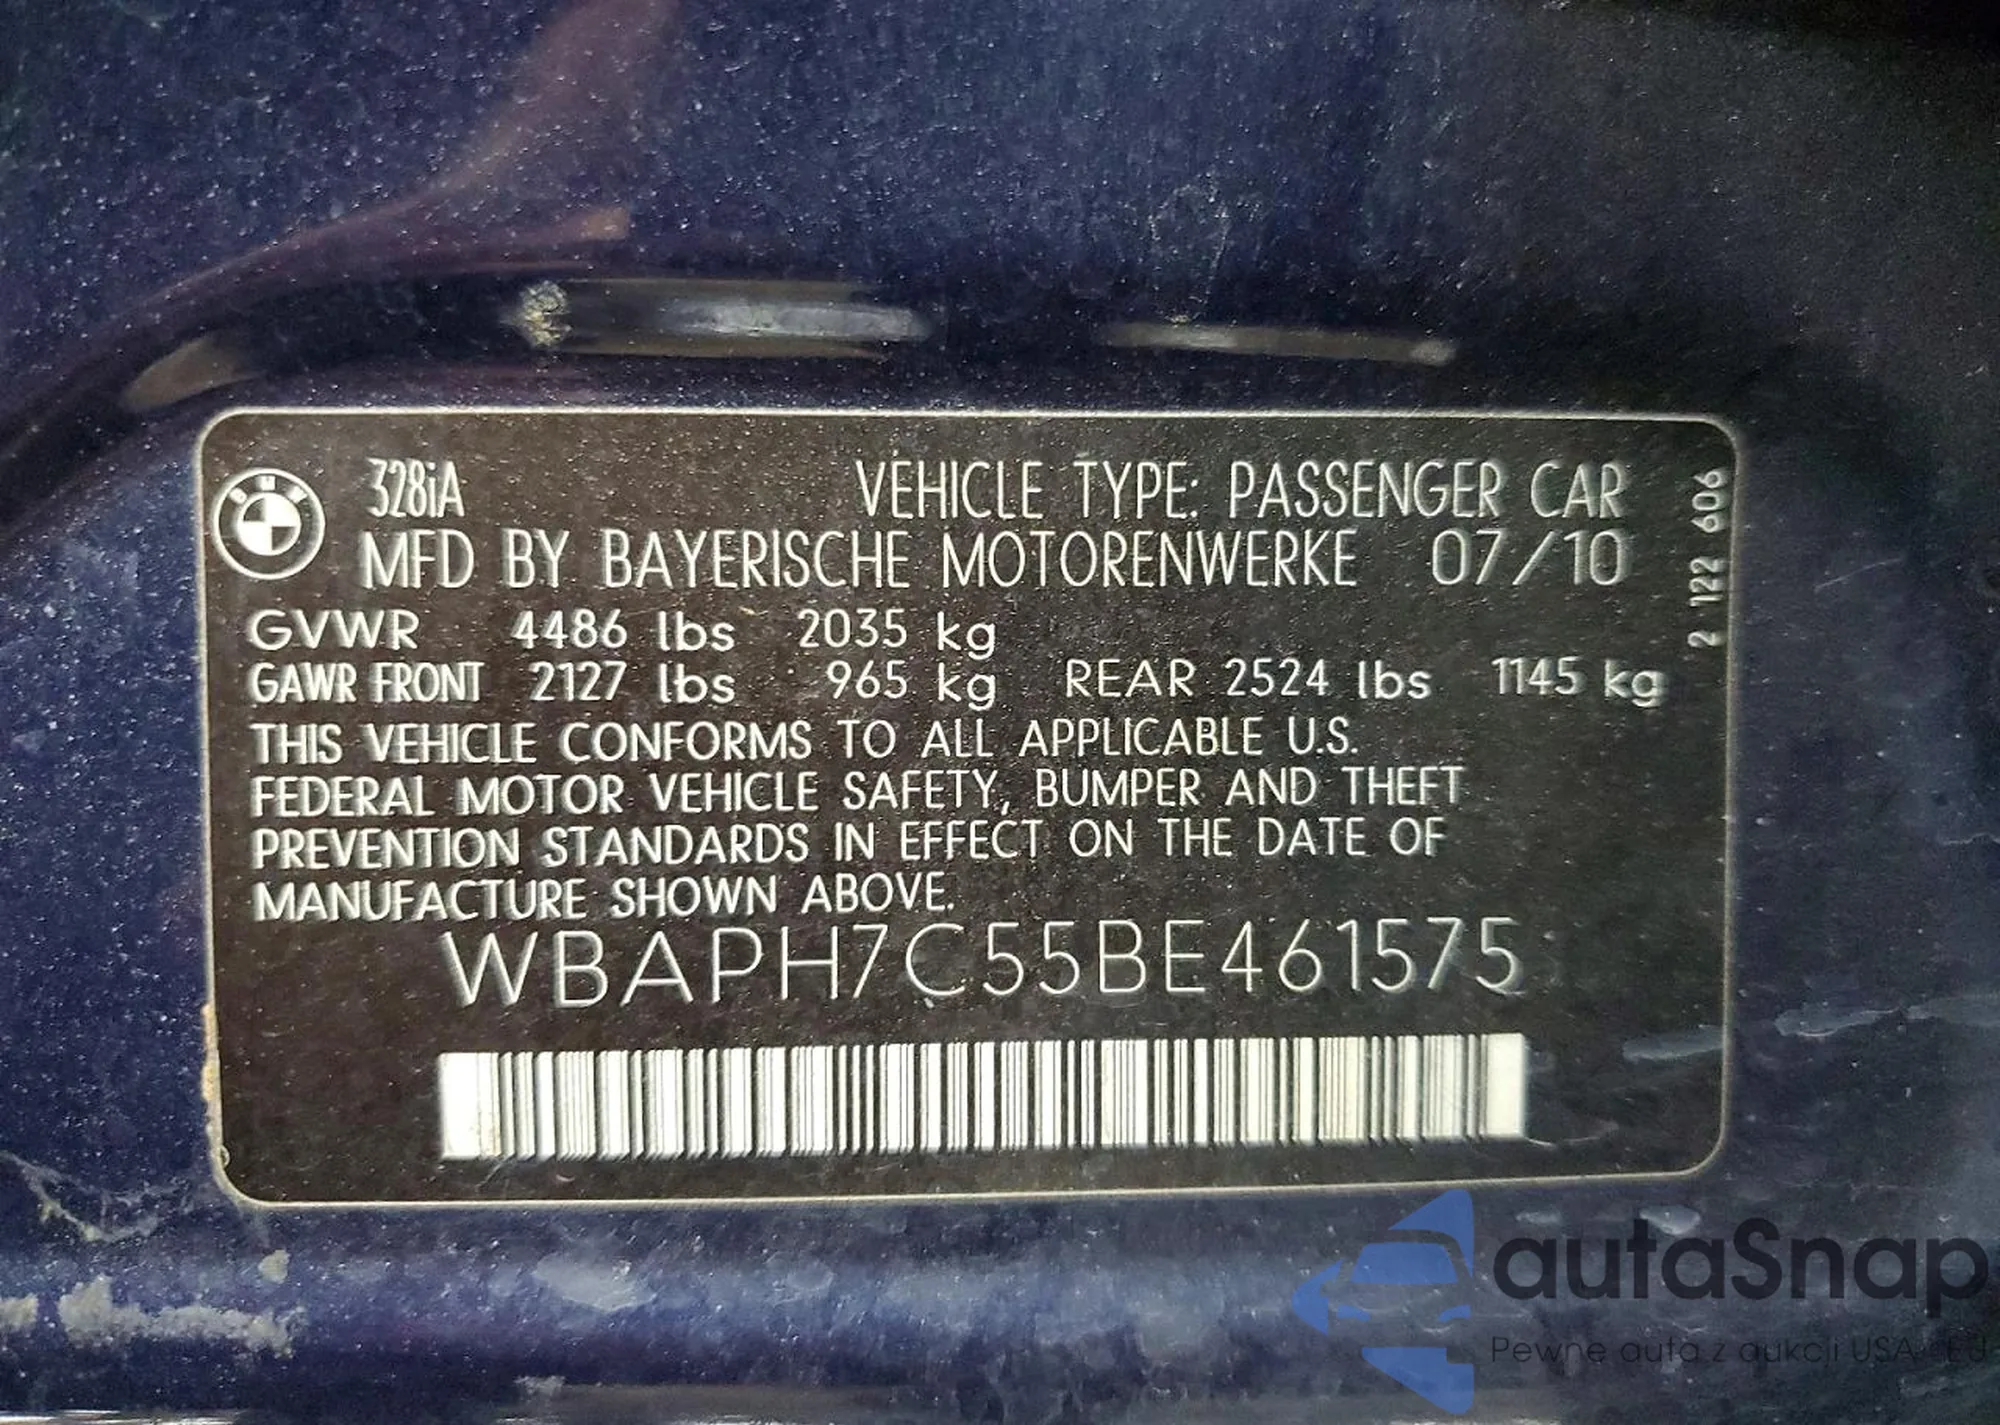 BMW
328iA VEHICLE TYPE: PASSENGER CAR
MFD BY BAYERISCHE MOTORENWERKE 07/10
GVWR 4486 lbs 2035 kg
GAWR FRONT 2127 lbs 965 kg REAR 2524 lbs 1145 kg
THIS VEHICLE CONFORMS TO ALL APPLICABLE U.S.
FEDERAL MOTOR VEHICLE SAFETY, BUMPER AND THEFT
PREVENTION STANDARDS IN EFFECT ON THE DATE OF
MANUFACTURE SHOWN ABOVE.
WBAPH7C55BE461575
2 122 606
autaSnap
Pewne auta z aukcji USA - EU